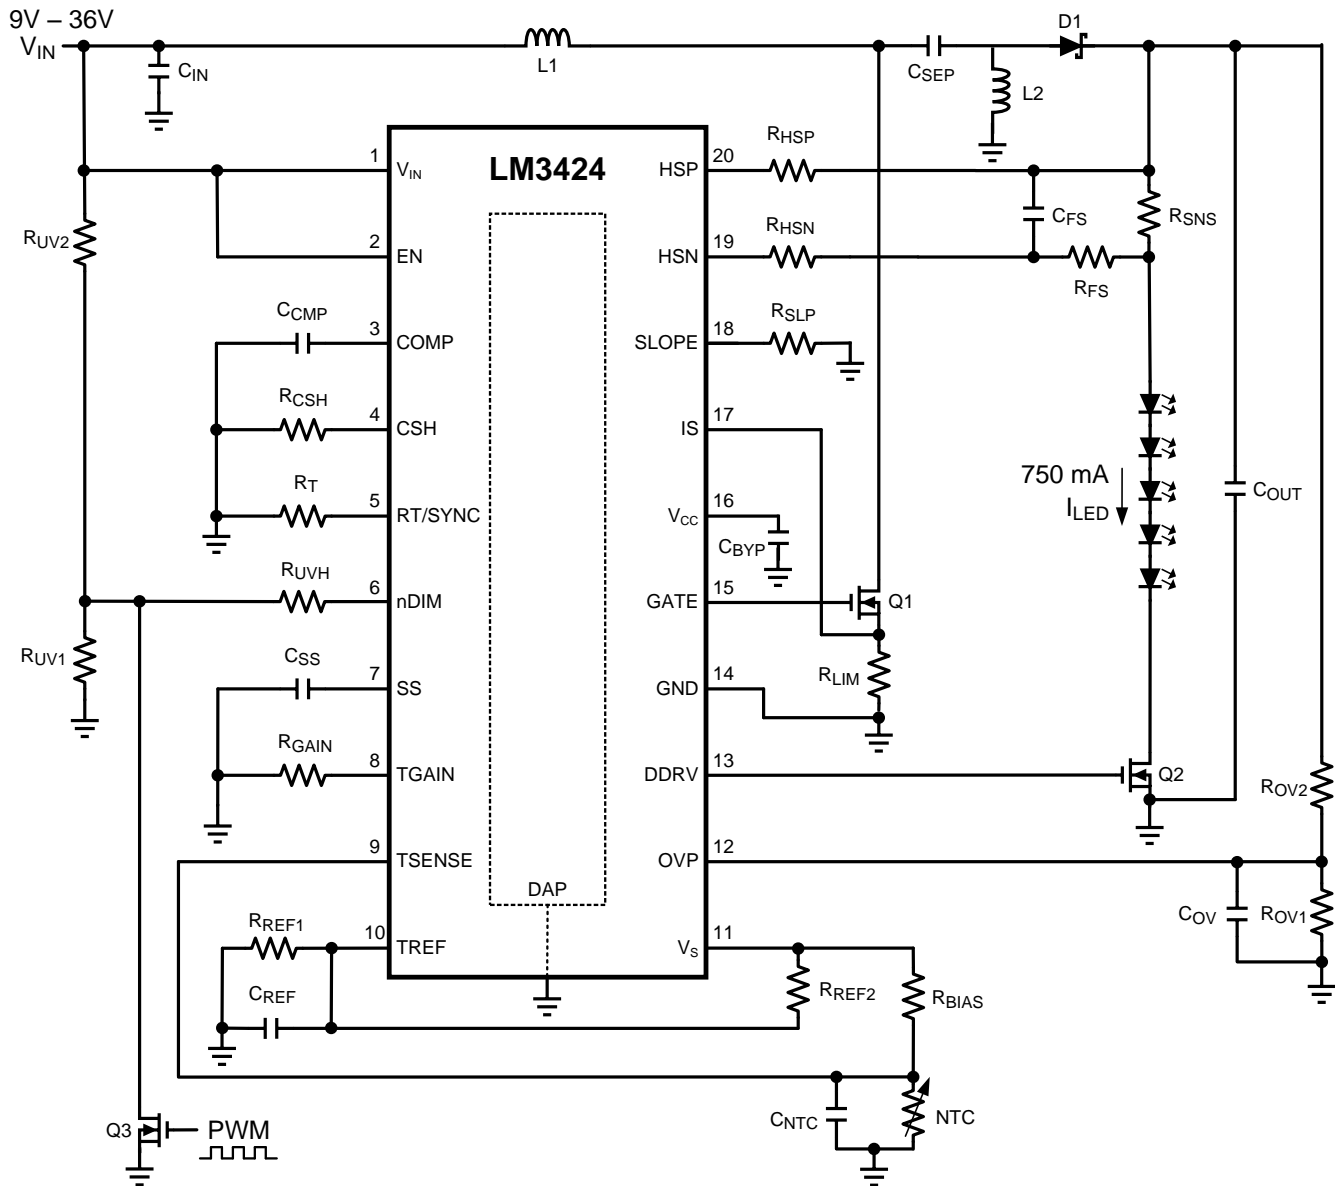 9V – 36V
VIN
CIN
L1
CSEP
D1
L2
LM3424
1
VIN
20
HSP
RHSP
RUV2
2
EN
19
HSN
RHSN
CFS
RSNS
RFS
CCMP
3
COMP
18
SLOPE
RSLP
RCSH
4
CSH
17
IS
RT
5
RT/SYNC
16
VCC
CBYP
750 mA
ILED
COUT
RUVH
6
nDIM
15
GATE
Q1
RUV1
CSS
7
SS
14
GND
RLIM
RGAIN
8
TGAIN
13
DDRV
Q2
ROV2
9
TSENSE
12
OVP
DAP
COV
ROV1
RREF1
10
TREF
11
VS
CREF
RREF2
RBIAS
CNTC
NTC
Q3
PWM